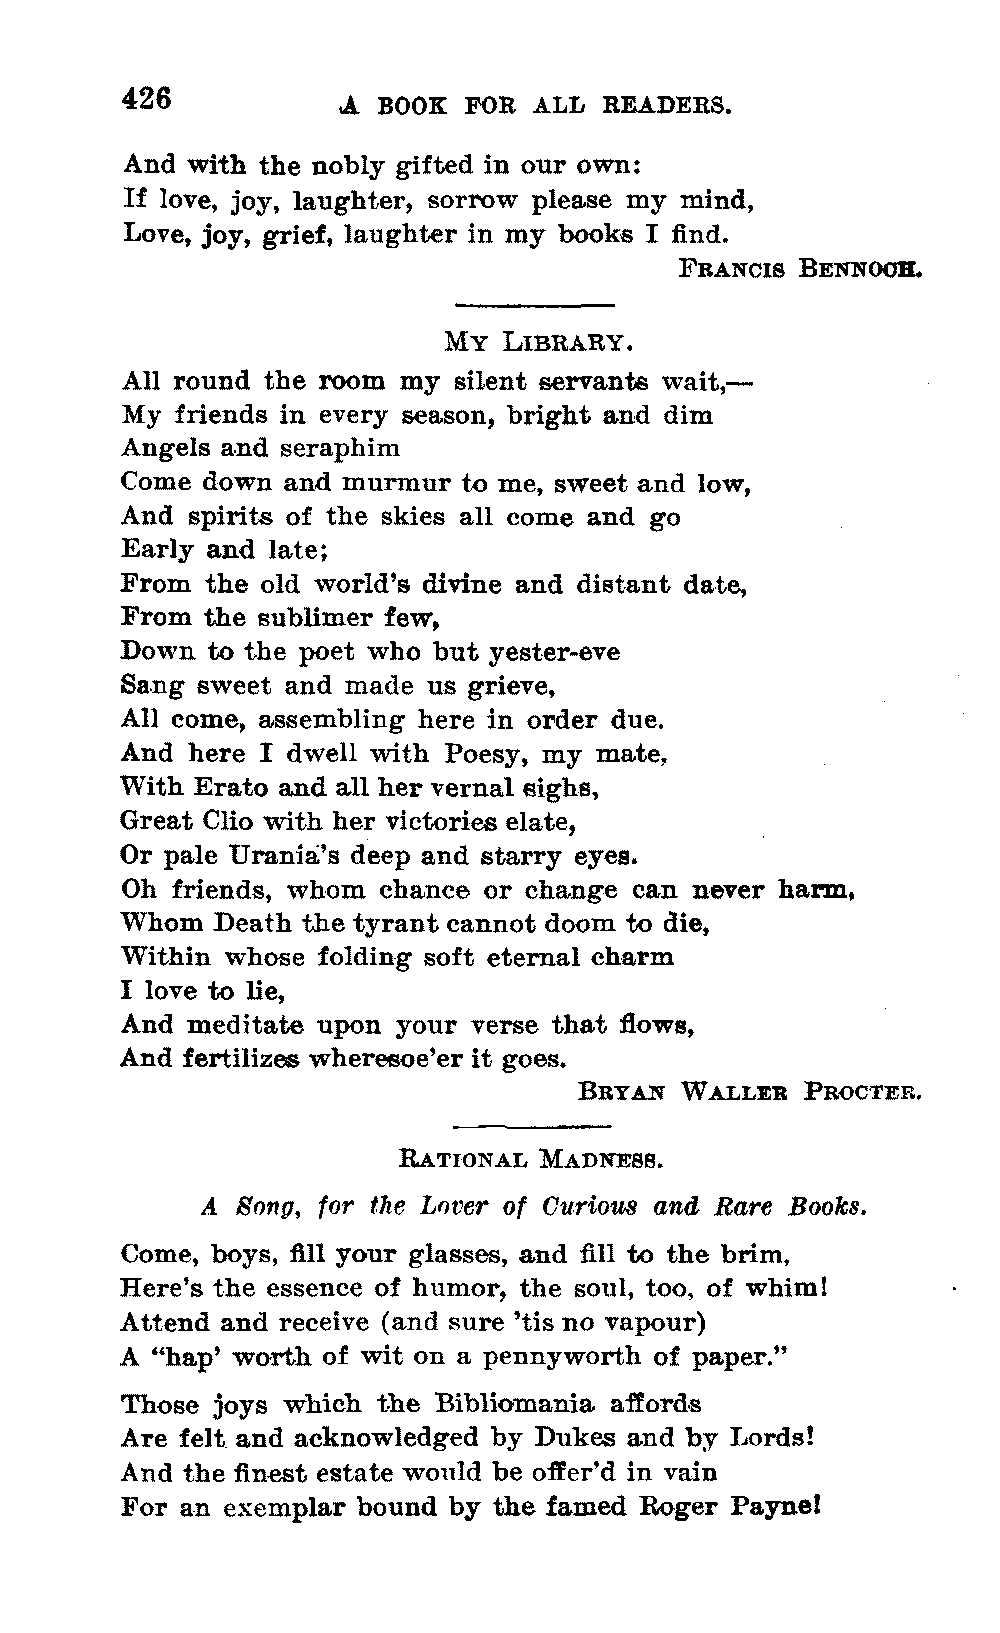 426
A BOOK FOR ALL READERS.
And with the nobly gifted in our own:
If love, joy, laughter, sorrow please my mind,
Love, joy, grief, laughter in my books I find.
FRANCIS BENNOCH.
MY LIBRARY.
All round the room my silent servants wait,—
My friends in every season, bright and dim
Angels and seraphim
Come down and murmur to me, sweet and low,
And spirits of the skies all come and go
Early and late;
From the old world's divine and distant date,
From the sublimer few,
Down to the poet who but yester-eve
Sang sweet and made us grieve,
All come, assembling here in order due.
And here I dwell with Poesy, my mate,
With Erato and all her vernal sighs,
Great Clio with her victories elate,
Or pale Urania's deep and starry eyes.
Oh friends, whom chance or change can never harm,
Whom Death the tyrant cannot doom to die,
Within whose folding soft eternal charm
I love to lie,
And meditate upon your verse that flows,
And fertilizes wheresoe'er it goes.
BRYAN WALLER PROCTER.
RATIONAL MADNESS.
A Song, for the Lover of Curious and Rare Books.
Come, boys, fill your glasses, and fill to the brim,
Here's the essence of humor, the soul, too, of whim!
Attend and receive (and sure 'tis no vapour)
A "hap' worth of wit on a pennyworth of paper."
Those joys which the Bibliomania affords
Are felt and acknowledged by Dukes and by Lords!
And the finest estate would be offer'd in vain
For an exemplar bound by the famed Roger Payne!